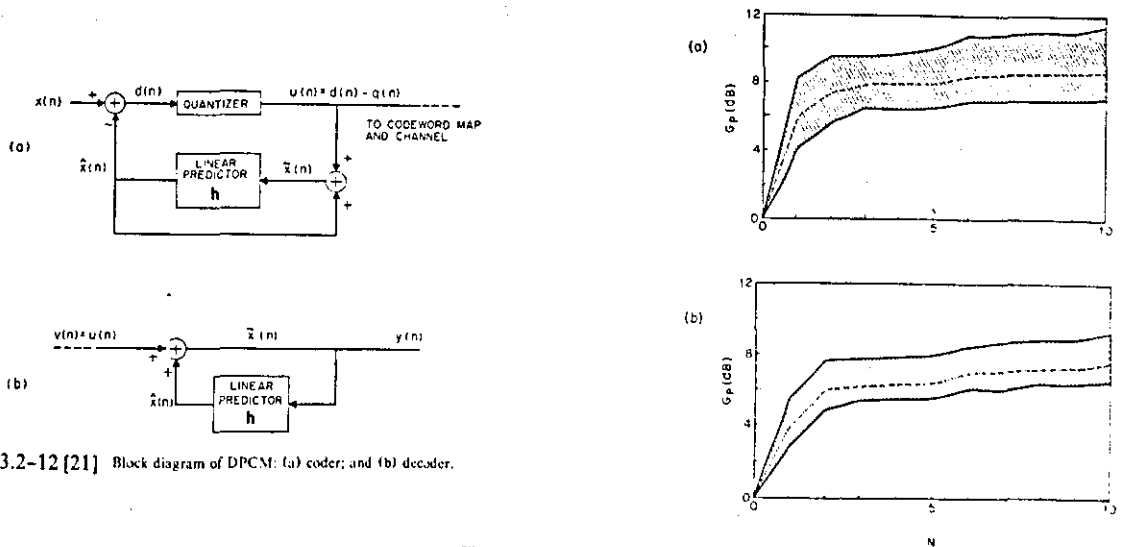 x(n)
+
-
d(n)
QUANTIZER
u(n) = d(n) - q(n)
TO CODEWORD MAP
AND CHANNEL
(a)
x̂(n)
LINEAR
PREDICTOR
h
x̃(n)
+
+
v(n) = u(n)
+
+
x̃(n)
y(n)
(b)
x̂(n)
LINEAR
PREDICTOR
h
3.2-12 [21] Block diagram of DPCM: (a) coder; and (b) decoder.
(a)
12
8
4
0
Gp(dB)
0
5
10
(b)
12
8
4
0
Gp(dB)
0
5
10
N